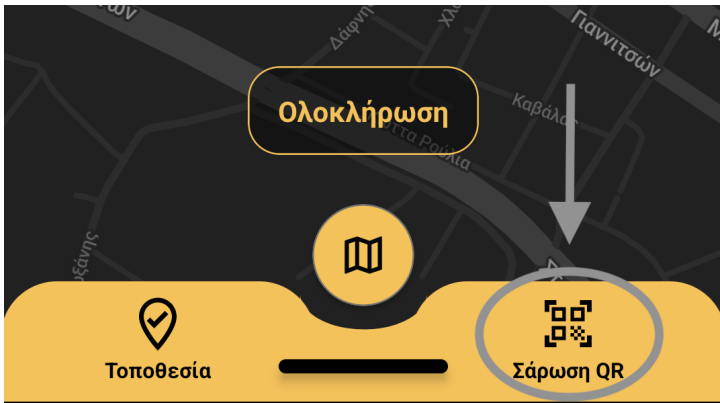 Δάφνη
Γιαννιτσών
Καβάλας
Ολοκλήρωση
Τοποθεσία
Σάρωση QR